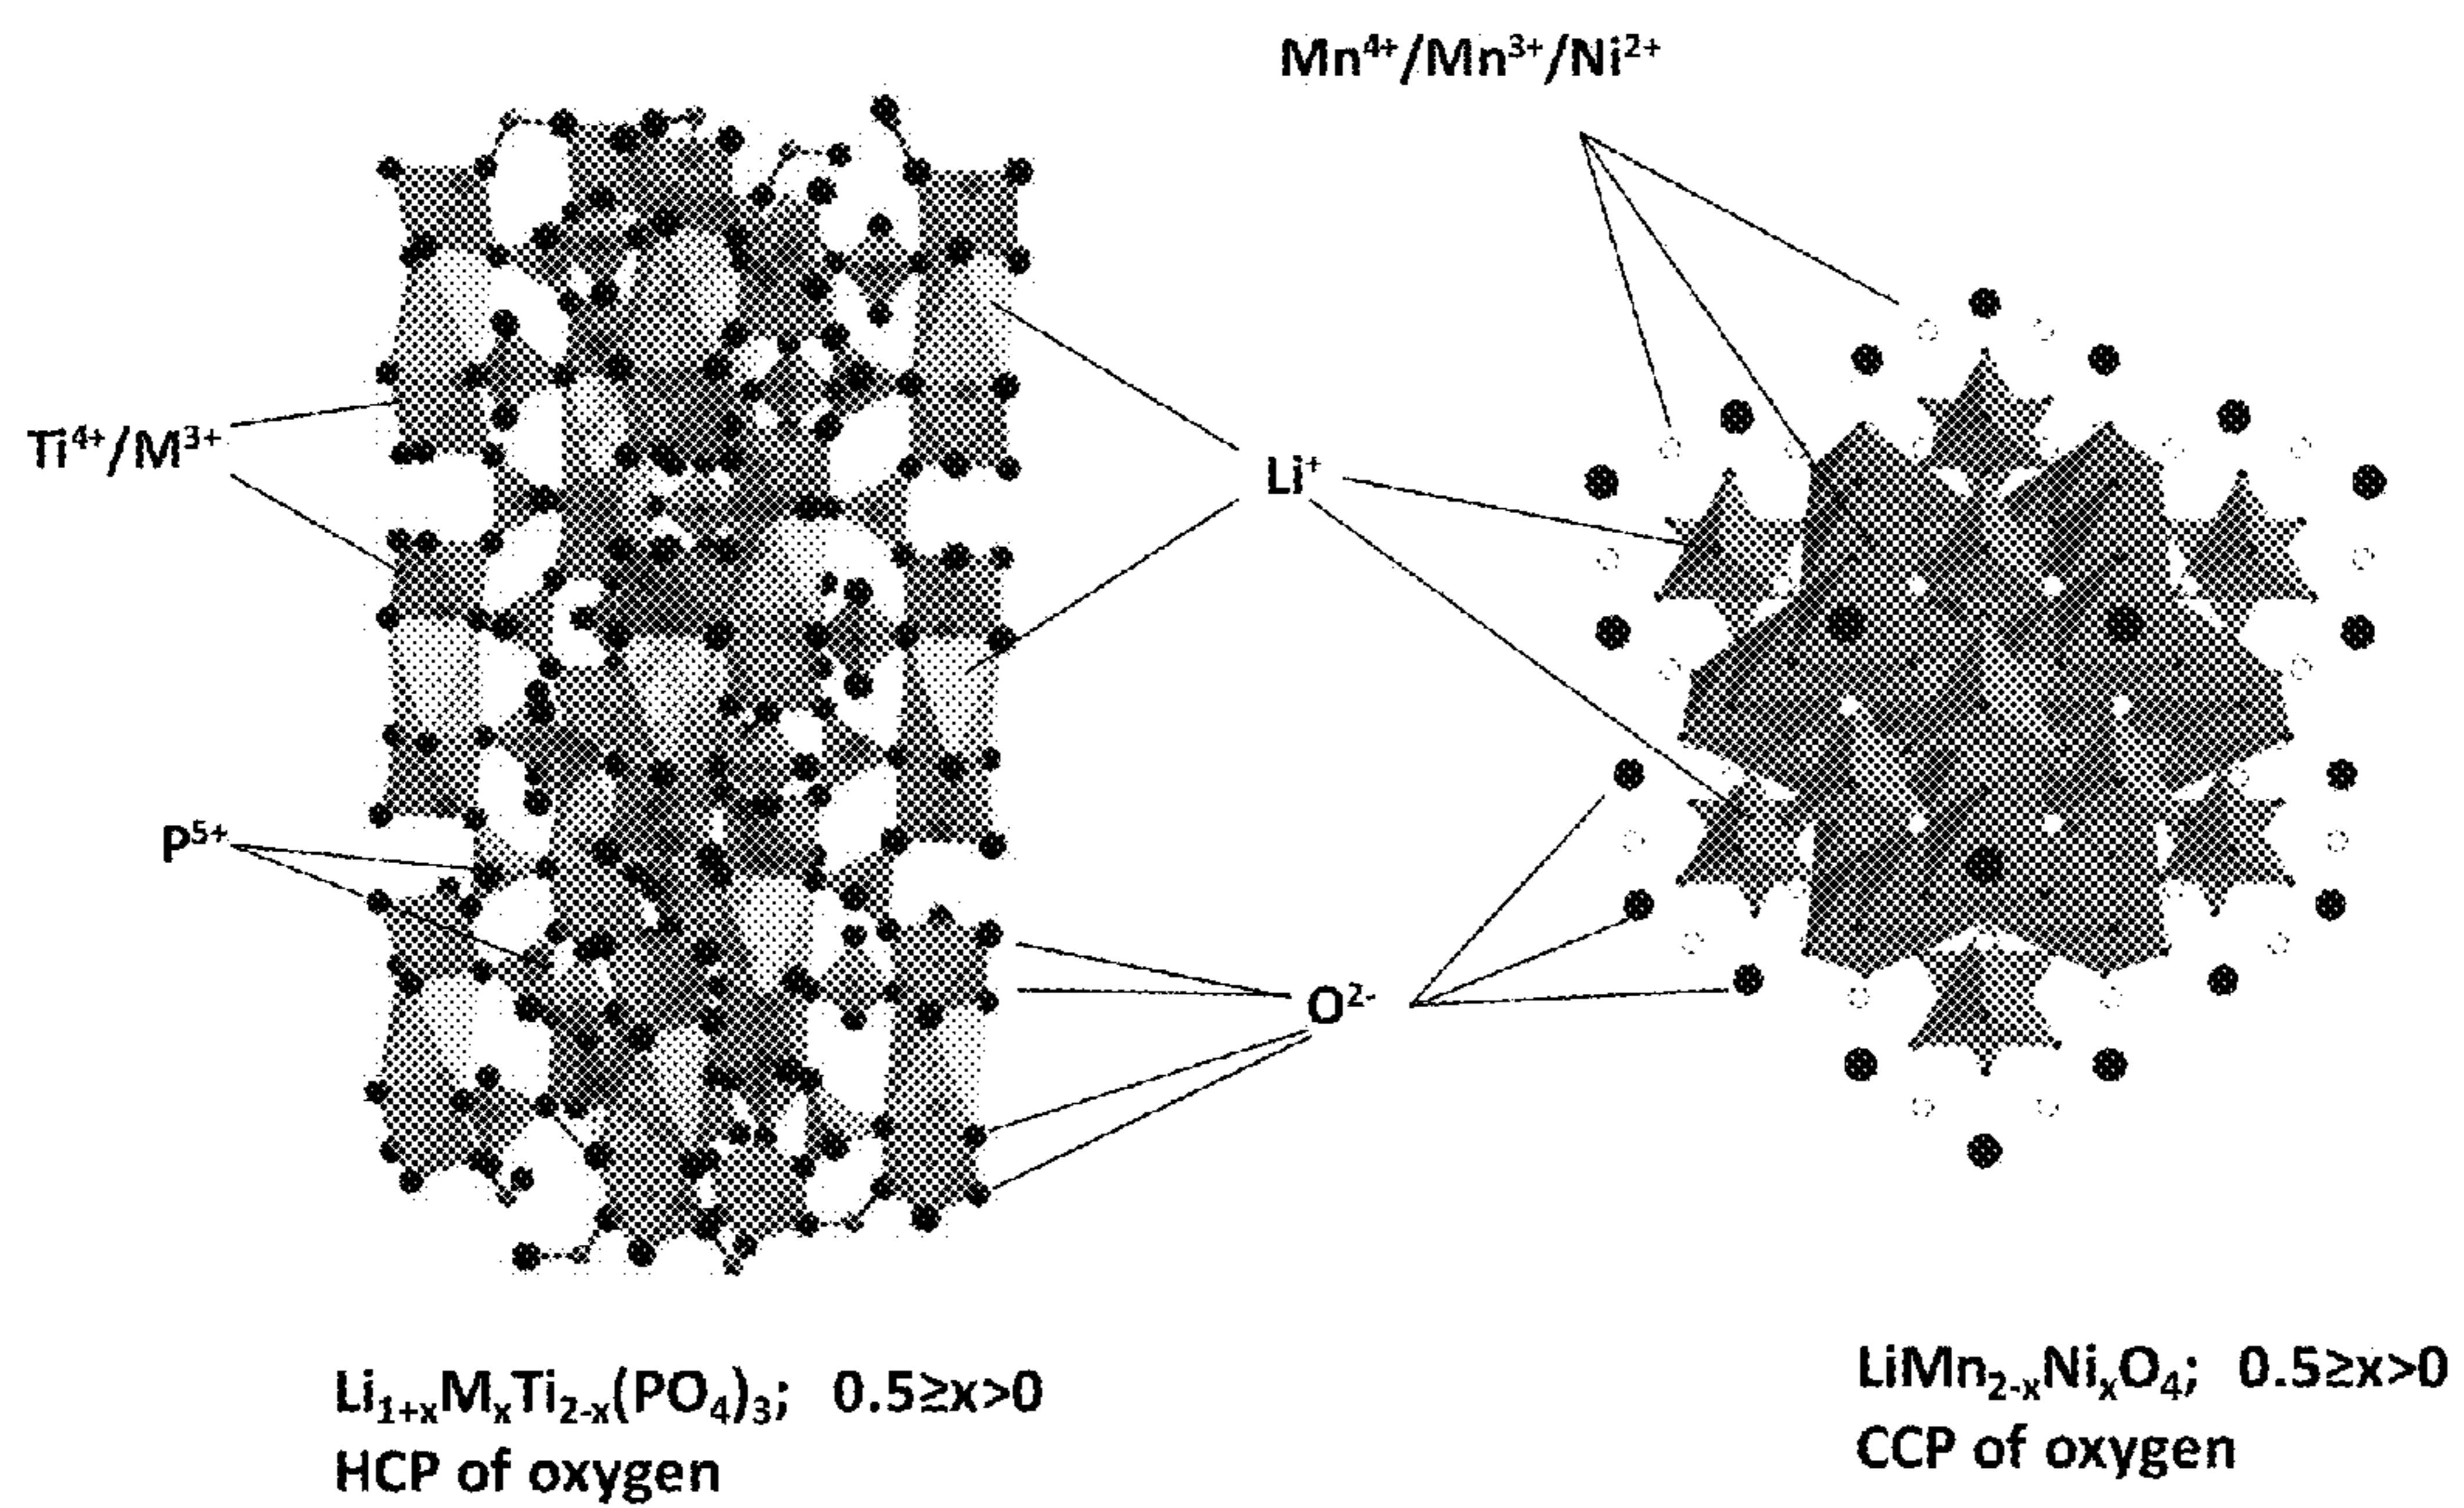 Mn⁴⁺/Mn³⁺/Ni²⁺
Ti⁴⁺/M³⁺
Li⁺
P⁵⁺
O²⁻
Li₁₊ₓMₓTi₂₋ₓ(PO₄)₃; 0.5≥x>0
HCP of oxygen
LiMn₂₋ₓNiₓO₄; 0.5≥x>0
CCP of oxygen